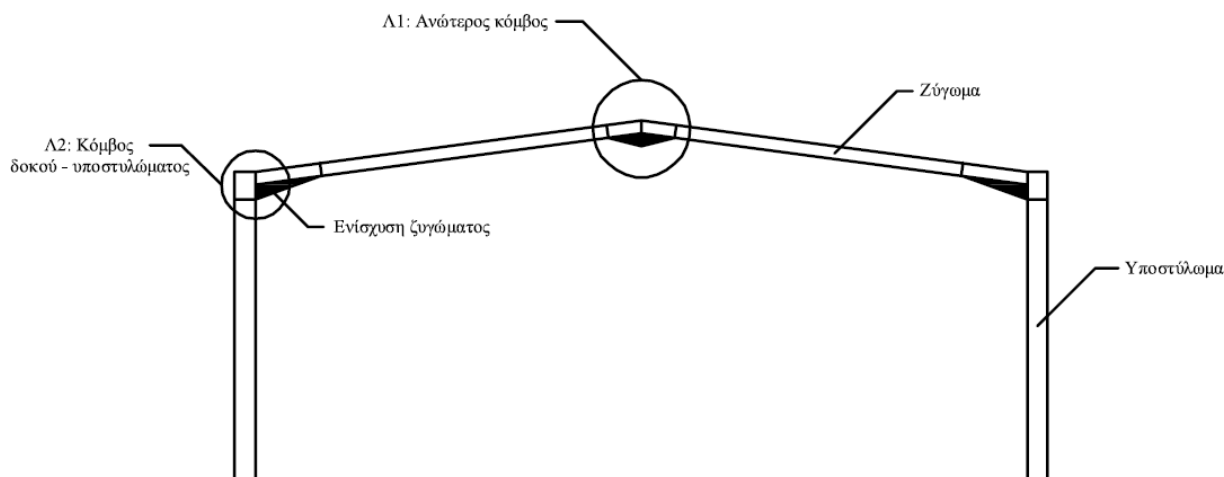 Λ1: Ανώτερος κόμβος
Ζύγωμα
Λ2: Κόμβος
δοκού - υποστυλώματος
Ενίσχυση ζυγώματος
Υποστύλωμα